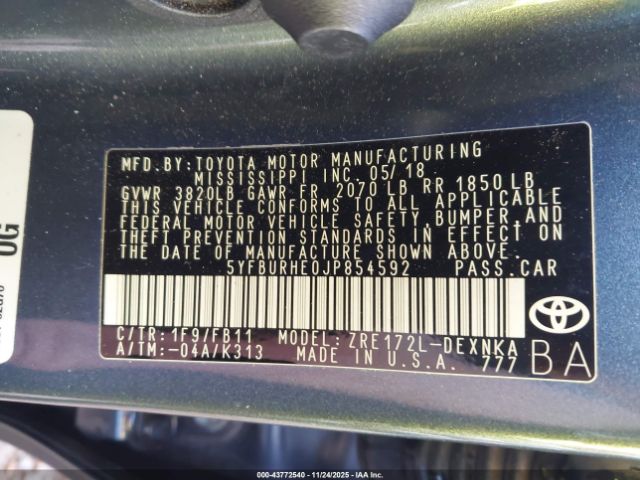 MFD. BY: TOYOTA MOTOR MANUFACTURING
MISSISSIPPI INC. 05/18
GVWR 3820LB GAWR FR 2070 LB RR 1850 LB
THIS VEHICLE CONFORMS TO ALL APPLICABLE
FEDERAL MOTOR VEHICLE SAFETY, BUMPER, AND
THEFT PREVENTION STANDARDS IN EFFECT ON
THE DATE OF MANUFACTURE SHOWN ABOVE.
5YFBURHE0JP854592 PASS.CAR
C/TR: 1F9/FB11 MODEL: ZRE172L-DEXNKA
A/TM: -04A/K313 MADE IN U.S.A. 777
BA
OG
000-43772540 - 11/24/2025 - IAA Inc.